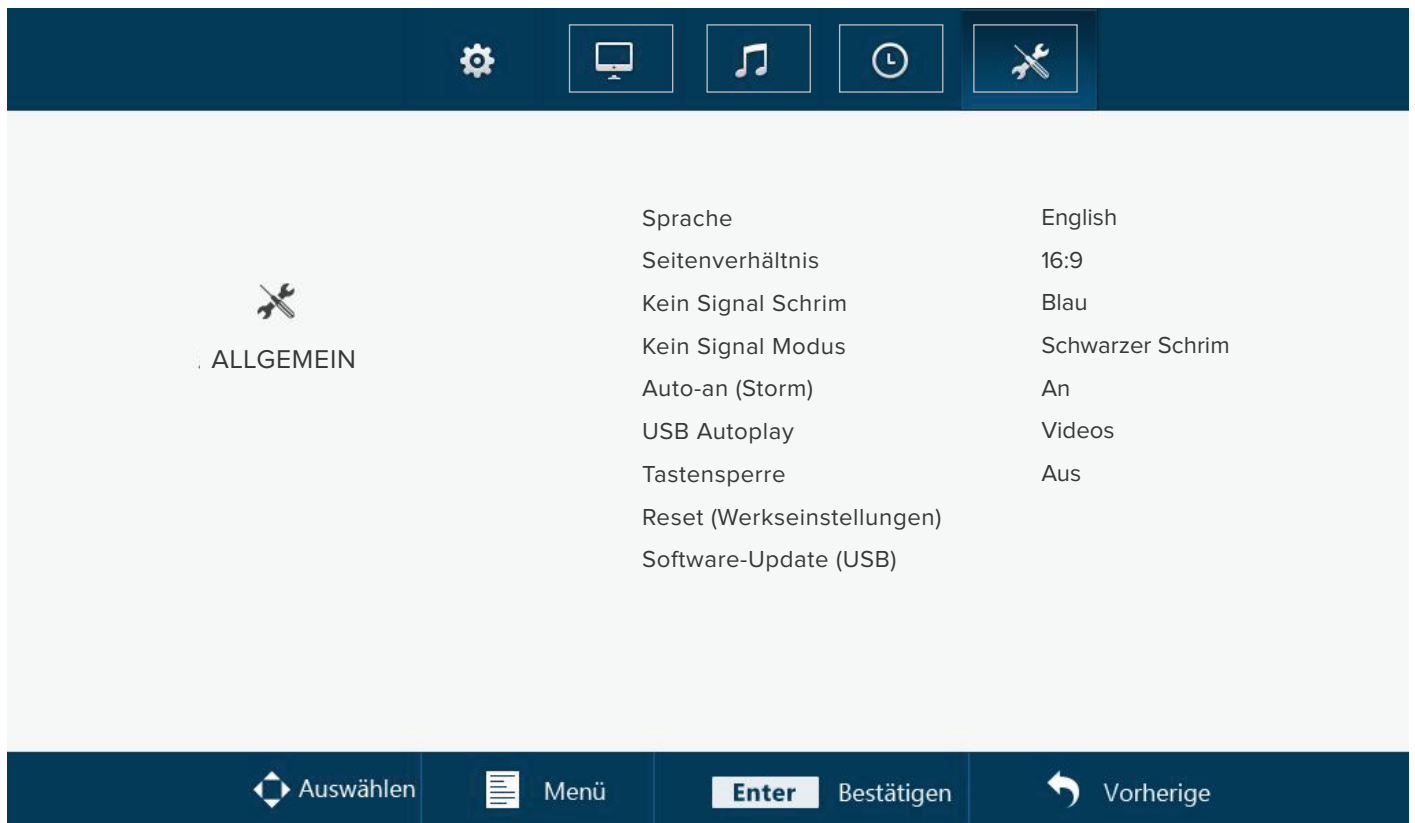 Sprache English
Seitenverhältnis 16:9
Kein Signal Schrim Blau
ALLGEMEIN
Kein Signal Modus Schwarzer Schrim
Auto-an (Storm) An
USB Autoplay Videos
Tastensperre Aus
Reset (Werkseinstellungen)
Software-Update (USB)
Auswählen Menü Enter Bestätigen Vorherige